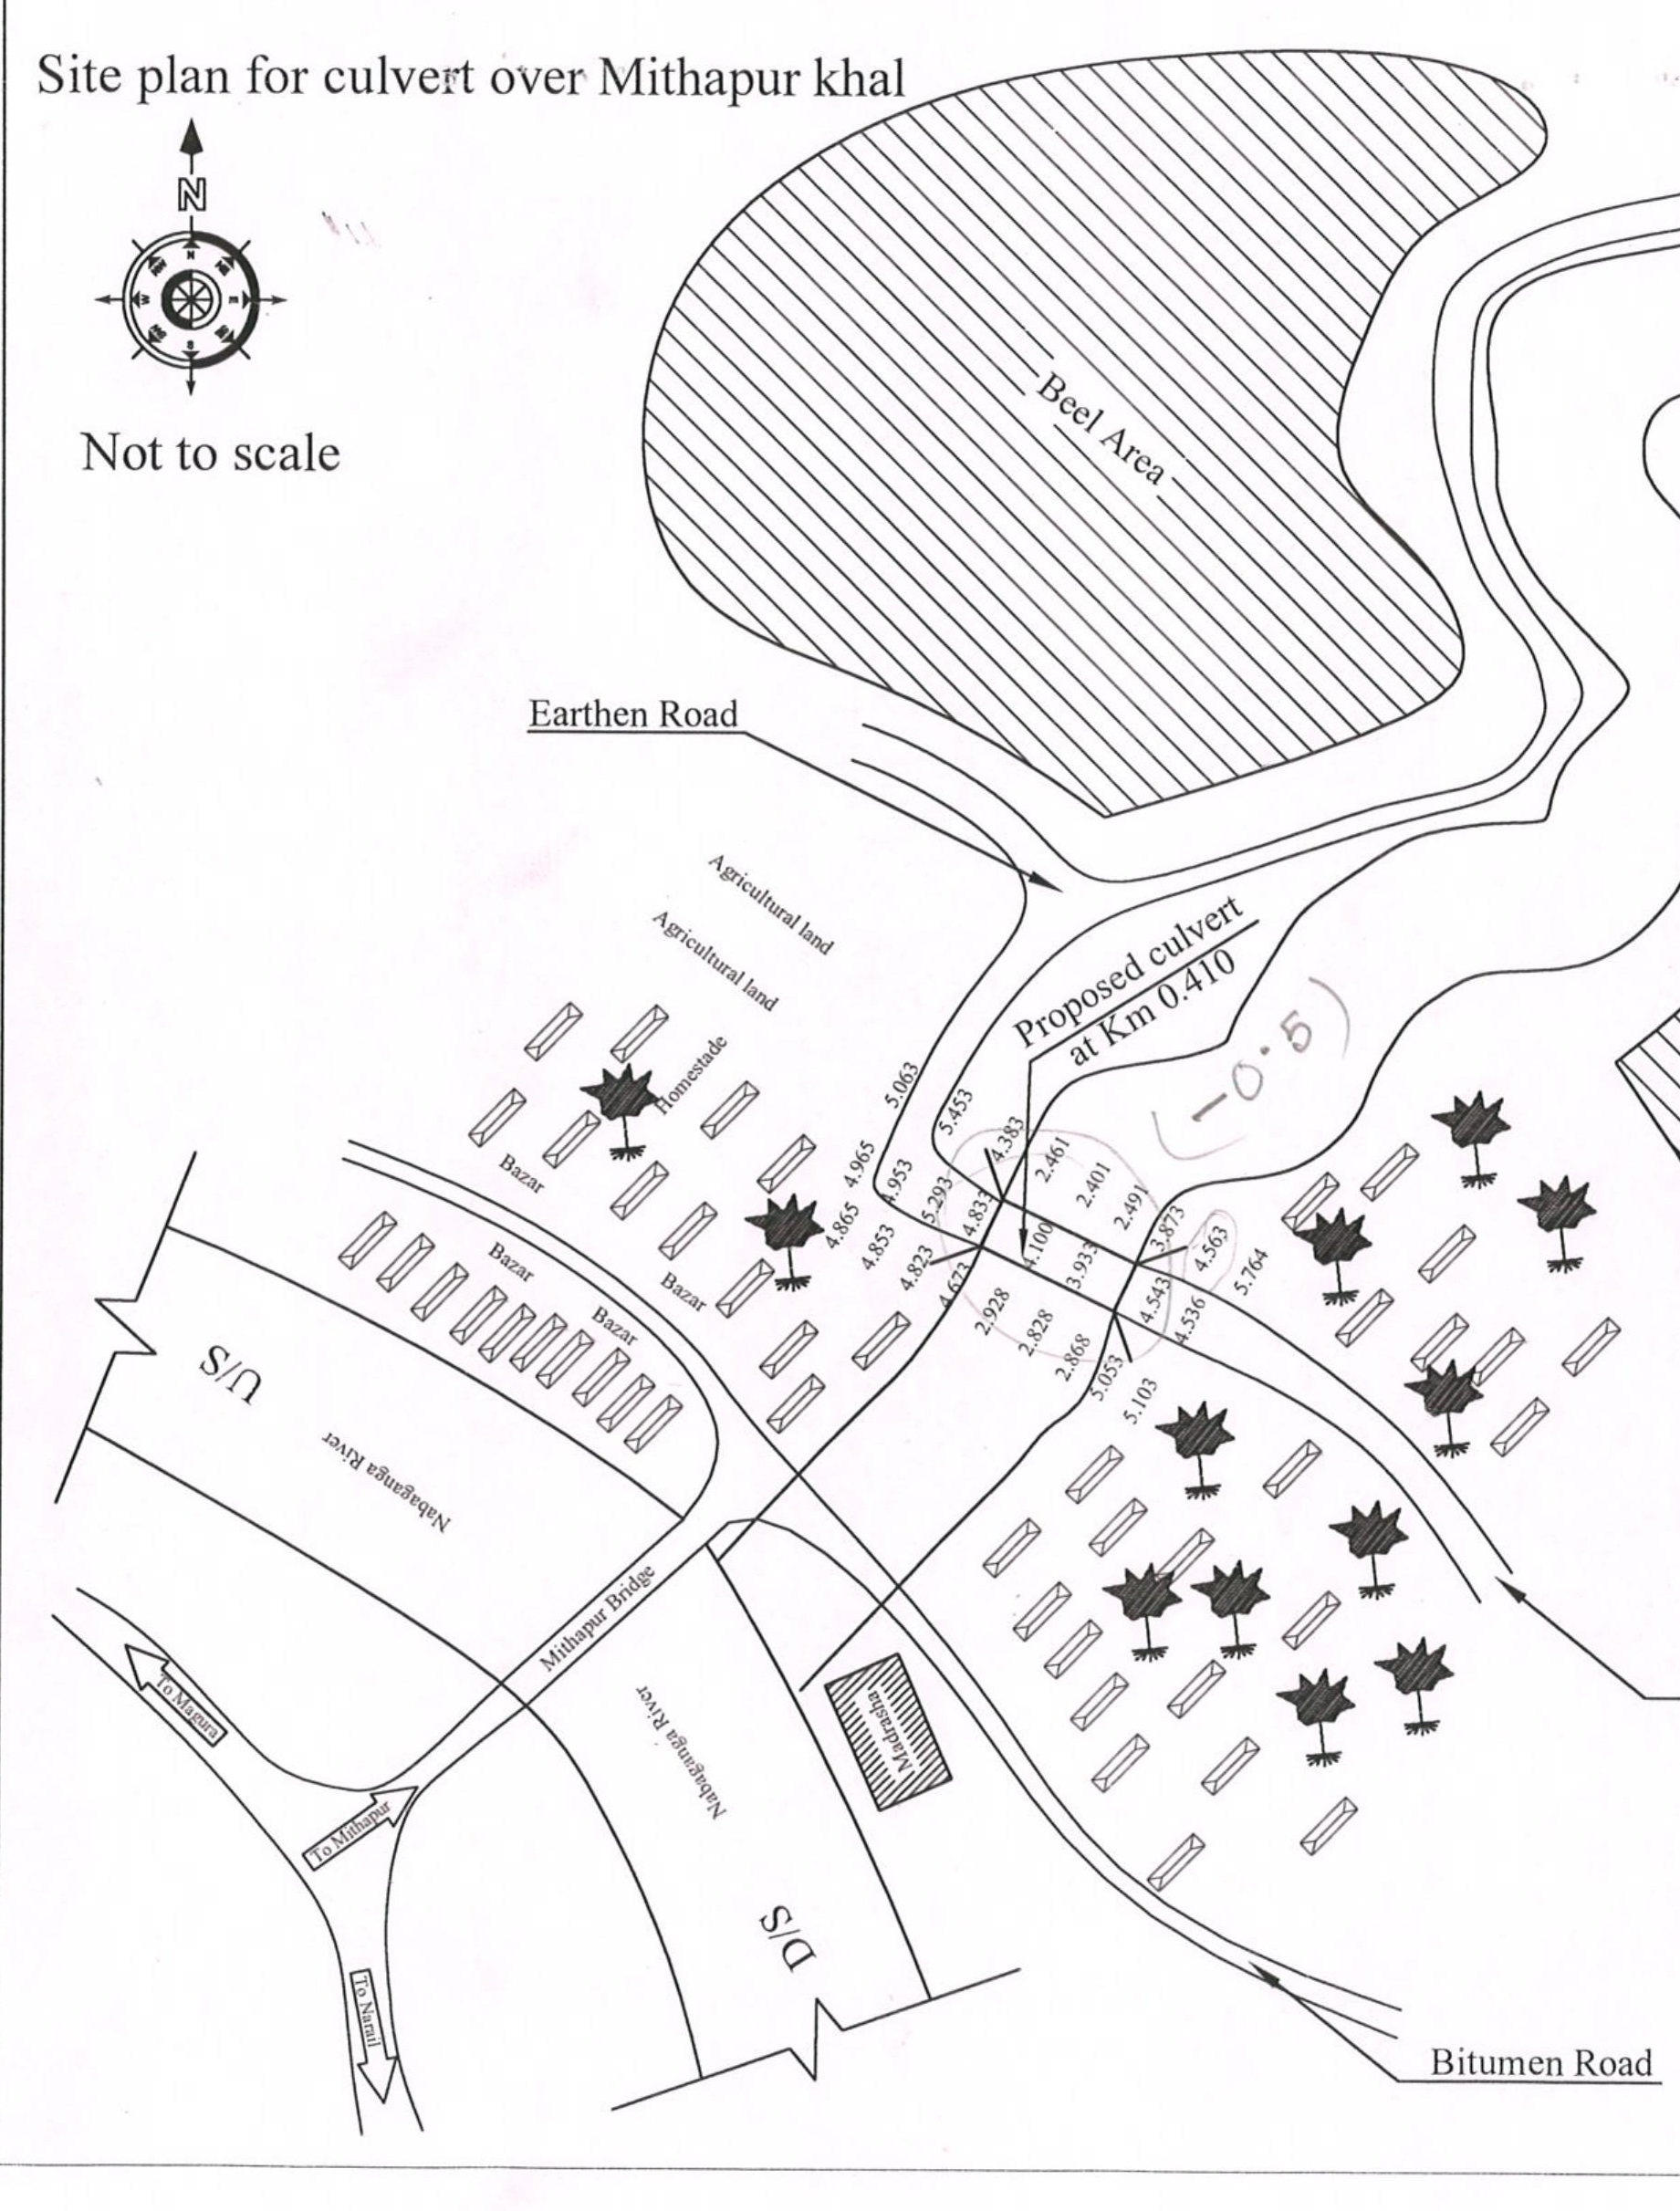 Site plan for culvert over Mithapur khal
N
N
NE
E
S
W
NW
Not to scale
Beel Area
Earthen Road
Agricultural land
Agricultural land
Proposed culvert
at Km 0.410
(-0.5)
Homestade
5.063
5.453
4.383
2.461
2.401
2.491
3.873
4.563
5.764
4.965
4.953
5.293
4.833
4.100
3.933
4.543
4.536
4.865
4.853
4.823
4.673
2.928
2.828
2.868
5.053
5.103
Bazar
Bazar
Bazar
Bazar
U/S
Nabaganga River
Mithapur Bridge
Nabaganga River
Madrasha
To Magura
To Mithapur
To Narail
D/S
Bitumen Road